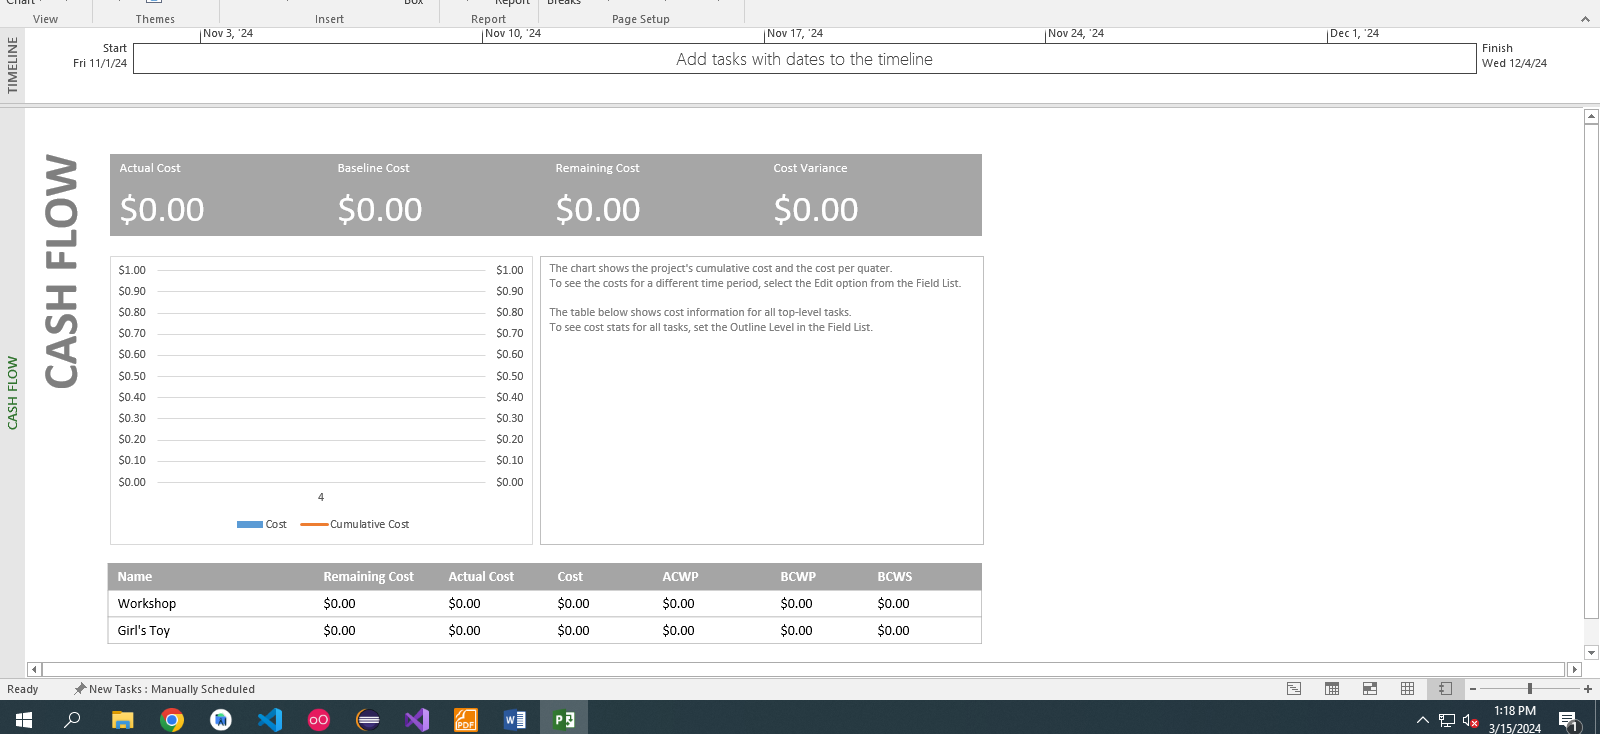 Chart
Box
Report
Breaks
View
Themes
Insert
Report
Page Setup
TIMELINE
Nov 3, '24
Nov 10, '24
Nov 17, '24
Nov 24, '24
Dec 1, '24
Start
Fri 11/1/24
Add tasks with dates to the timeline
Finish
Wed 12/4/24
CASH FLOW
CASH FLOW
Actual Cost
Baseline Cost
Remaining Cost
Cost Variance
$0.00
$0.00
$0.00
$0.00
$1.00
$0.90
$0.80
$0.70
$0.60
$0.50
$0.40
$0.30
$0.20
$0.10
$0.00
$1.00
$0.90
$0.80
$0.70
$0.60
$0.50
$0.40
$0.30
$0.20
$0.10
$0.00
4
Cost
Cumulative Cost
The chart shows the project's cumulative cost and the cost per quater.
To see the costs for a different time period, select the Edit option from the Field List.
The table below shows cost information for all top-level tasks.
To see cost stats for all tasks, set the Outline Level in the Field List.
Name Remaining Cost Actual Cost Cost ACWP BCWP BCWS
Workshop $0.00 $0.00 $0.00 $0.00 $0.00 $0.00
Girl's Toy $0.00 $0.00 $0.00 $0.00 $0.00 $0.00
Ready
New Tasks : Manually Scheduled
1:18 PM
3/15/2024
1